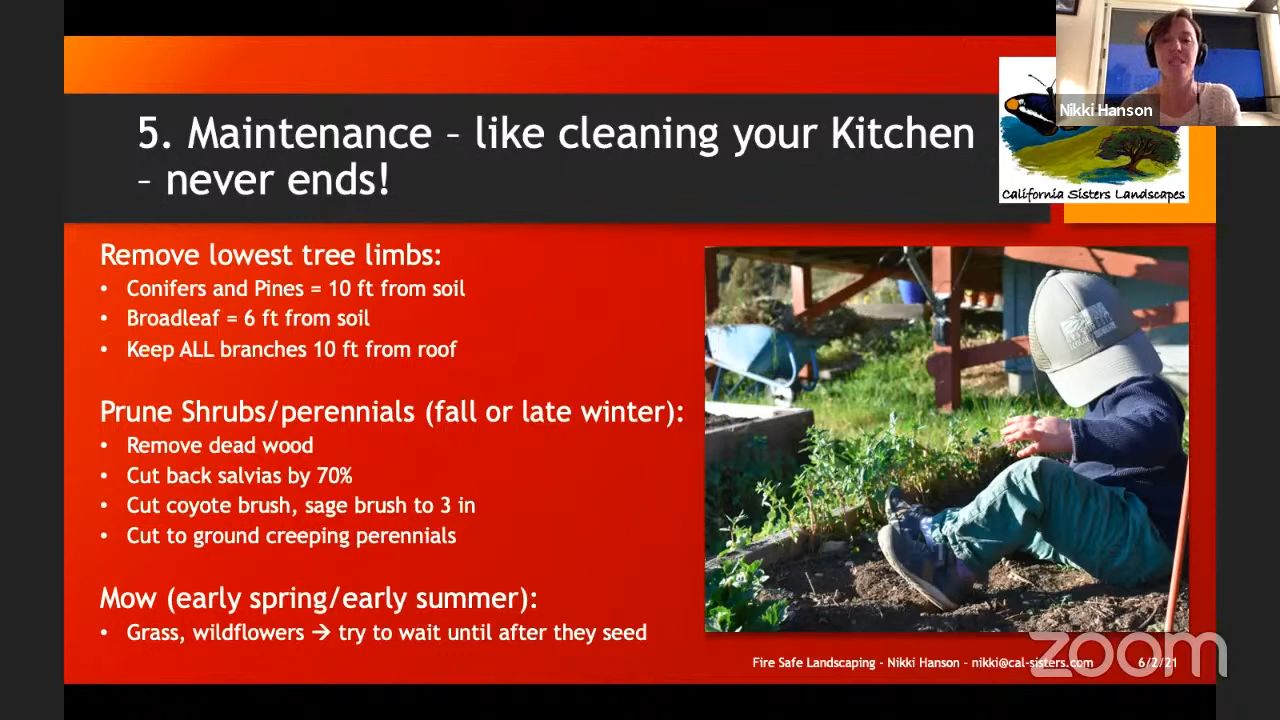 5. Maintenance – like cleaning your Kitchen
– never ends!
Nikki Hanson
California Sisters Landscapes
Remove lowest tree limbs:
• Conifers and Pines = 10 ft from soil
• Broadleaf = 6 ft from soil
• Keep ALL branches 10 ft from roof
Prune Shrubs/perennials (fall or late winter):
• Remove dead wood
• Cut back salvias by 70%
• Cut coyote brush, sage brush to 3 in
• Cut to ground creeping perennials
Mow (early spring/early summer):
• Grass, wildflowers → try to wait until after they seed
Fire Safe Landscaping - Nikki Hanson – nikki@cal-sisters.com 6/2/21
zoom